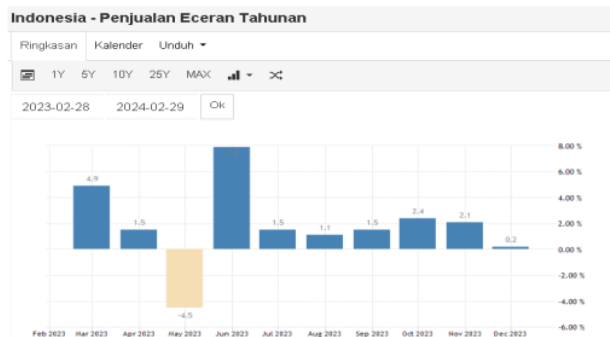 Indonesia - Penjualan Eceran Tahunan
Ringkasan Kalender Unduh
1Y 5Y 10Y 25Y MAX
2023-02-28 2024-02-29 Ok
8.00 %
6.00 %
4.00 %
2.00 %
0.00 %
-2.00 %
-4.00 %
-6.00 %
4.9 1.5 -4.5 1.5 1.1 1.5 2.4 2.1 0.2
Feb 2023 Mar 2023 Apr 2023 May 2023 Jun 2023 Jul 2023 Aug 2023 Sep 2023 Oct 2023 Nov 2023 Dec 2023